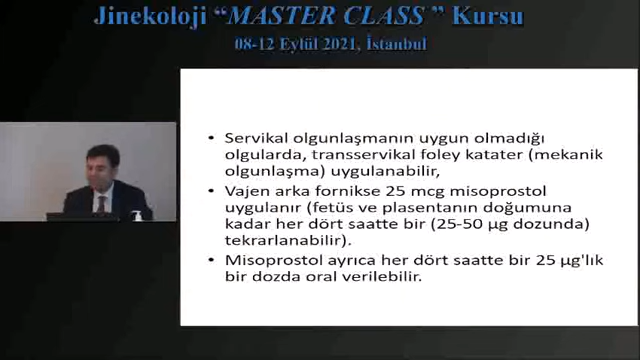 Jinekoloji “MASTER CLASS ” Kursu
08-12 Eylül 2021, İstanbul
• Servikal olgunlaşmanın uygun olmadığı
olgularda, transservikal foley katater (mekanik
olgunlaşma) uygulanabilir,
• Vajen arka fornikse 25 mcg misoprostol
uygulanır (fetüs ve plasentanın doğumuna
kadar her dört saatte bir (25-50 µg dozunda)
tekrarlanabilir).
• Misoprostol ayrıca her dört saatte bir 25 µg'lık
bir dozda oral verilebilir.